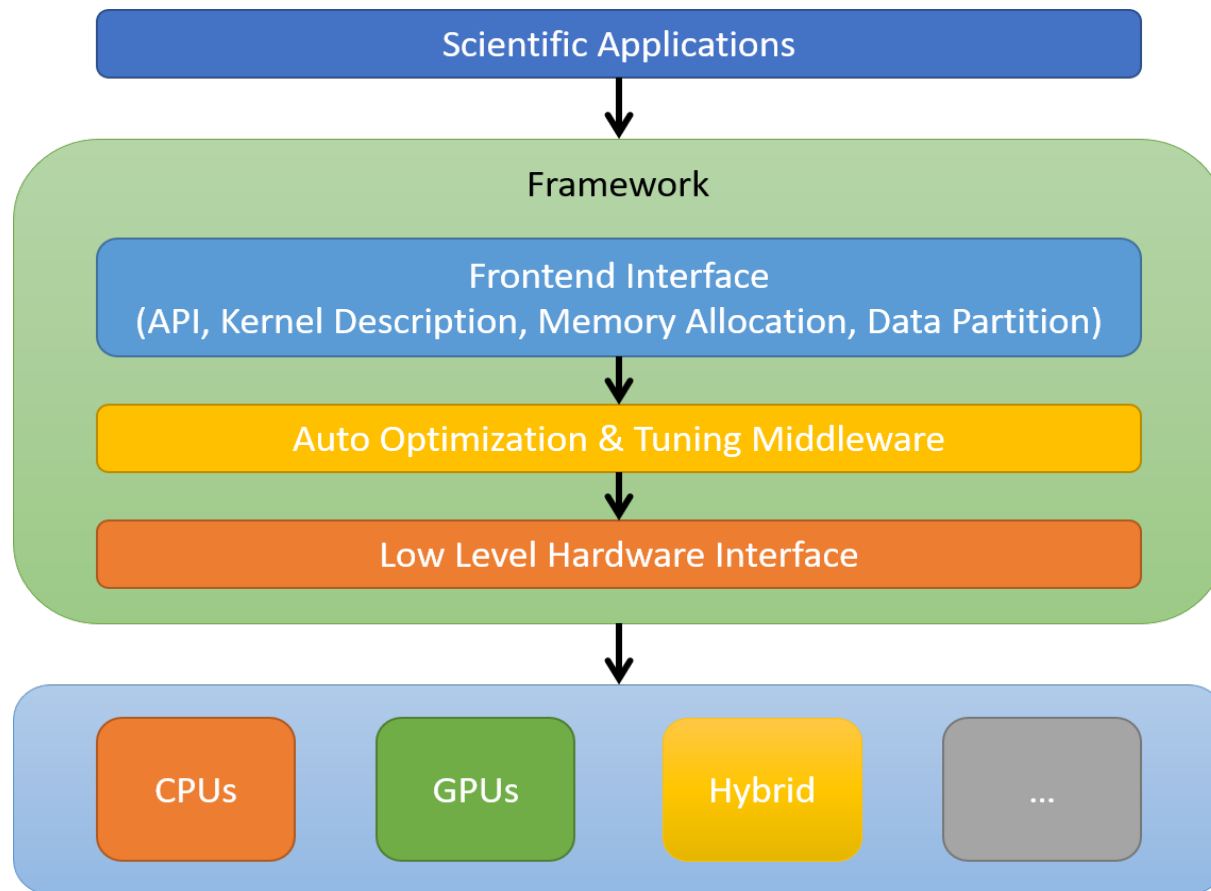 Scientific Applications
Framework
Frontend Interface
(API, Kernel Description, Memory Allocation, Data Partition)
Auto Optimization & Tuning Middleware
Low Level Hardware Interface
CPUs
GPUs
Hybrid
...